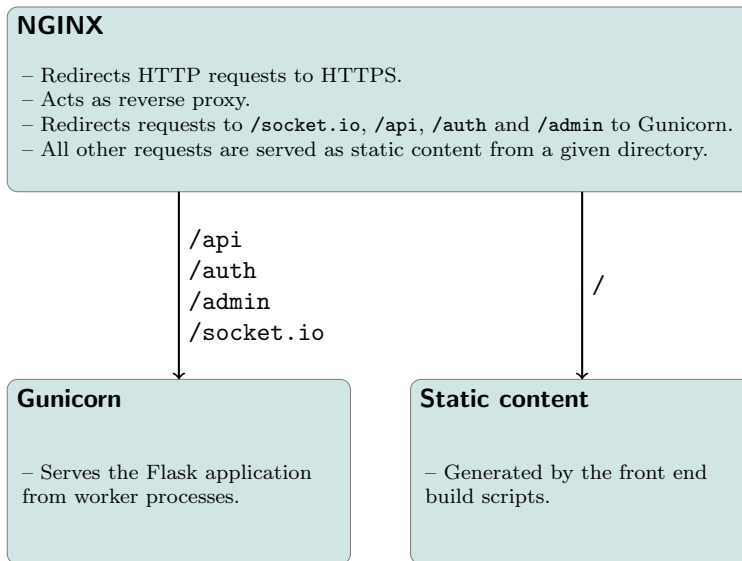 NGINX
– Redirects HTTP requests to HTTPS.
– Acts as reverse proxy.
– Redirects requests to /socket.io, /api, /auth and /admin to Gunicorn.
– All other requests are served as static content from a given directory.
/api
/auth
/admin
/socket.io
/
Gunicorn
– Serves the Flask application
from worker processes.
Static content
– Generated by the front end
build scripts.